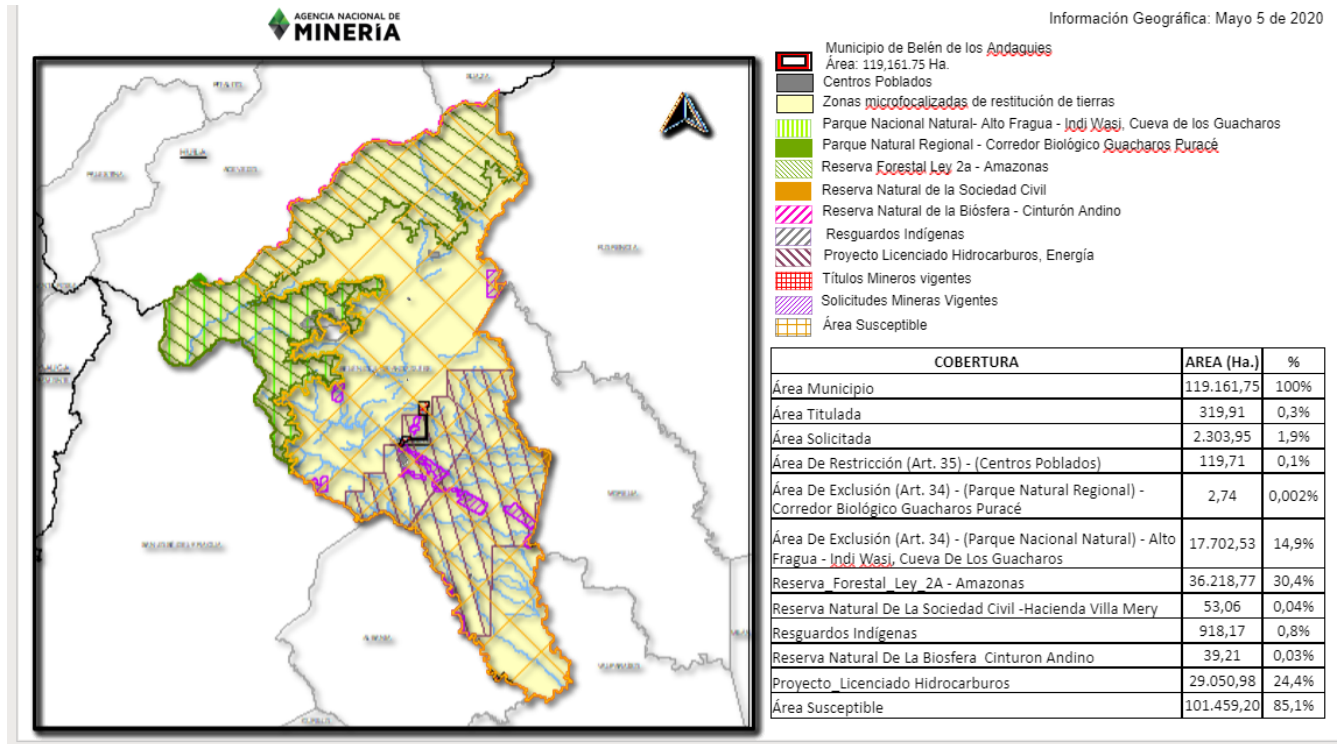 AGENCIA NACIONAL DE
MINERÍA
Información Geográfica: Mayo 5 de 2020
Municipio de Belén de los Andaquies
Área: 119,161.75 Ha.
Centros Poblados
Zonas microfocalizadas de restitución de tierras
Parque Nacional Natural- Alto Fragua - Indi Wasi, Cueva de los Guacharos
Parque Natural Regional - Corredor Biológico Guacharos Puracé
Reserva Forestal Ley 2a - Amazonas
Reserva Natural de la Sociedad Civil
Reserva Natural de la Biósfera - Cinturón Andino
Resguardos Indígenas
Proyecto Licenciado Hidrocarburos, Energía
Títulos Mineros vigentes
Solicitudes Mineras Vigentes
Área Susceptible
COBERTURA AREA (Ha.) %
Área Municipio 119.161,75 100%
Área Titulada 319,91 0,3%
Área Solicitada 2.303,95 1,9%
Área De Restricción (Art. 35) - (Centros Poblados) 119,71 0,1%
Área De Exclusión (Art. 34) - (Parque Natural Regional) -
Corredor Biológico Guacharos Puracé 2,74 0,002%
Área De Exclusión (Art. 34) - (Parque Nacional Natural) - Alto
Fragua - Indi Wasi, Cueva De Los Guacharos 17.702,53 14,9%
Reserva_Forestal_Ley_2A - Amazonas 36.218,77 30,4%
Reserva Natural De La Sociedad Civil -Hacienda Villa Mery 53,06 0,04%
Resguardos Indígenas 918,17 0,8%
Reserva Natural De La Biosfera Cinturon Andino 39,21 0,03%
Proyecto_Licenciado Hidrocarburos 29.050,98 24,4%
Área Susceptible 101.459,20 85,1%